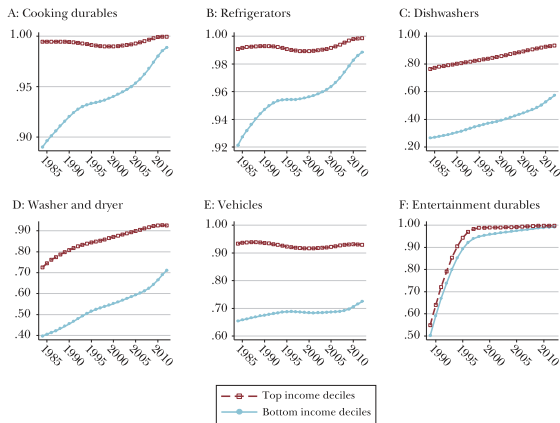 A: Cooking durables
1.00
.95
.90
1985 1990 1995 2000 2005 2010
B: Refrigerators
1.00
.98
.96
.94
.92
1985 1990 1995 2000 2005 2010
C: Dishwashers
1.00
.80
.60
.40
.20
1985 1990 1995 2000 2005 2010
D: Washer and dryer
.90
.80
.70
.60
.50
.40
1985 1990 1995 2000 2005 2010
E: Vehicles
1.00
.90
.80
.70
.60
1985 1990 1995 2000 2005 2010
F: Entertainment durables
1.00
.90
.80
.70
.60
.50
1990 1995 2000 2005 2010
Top income deciles
Bottom income deciles